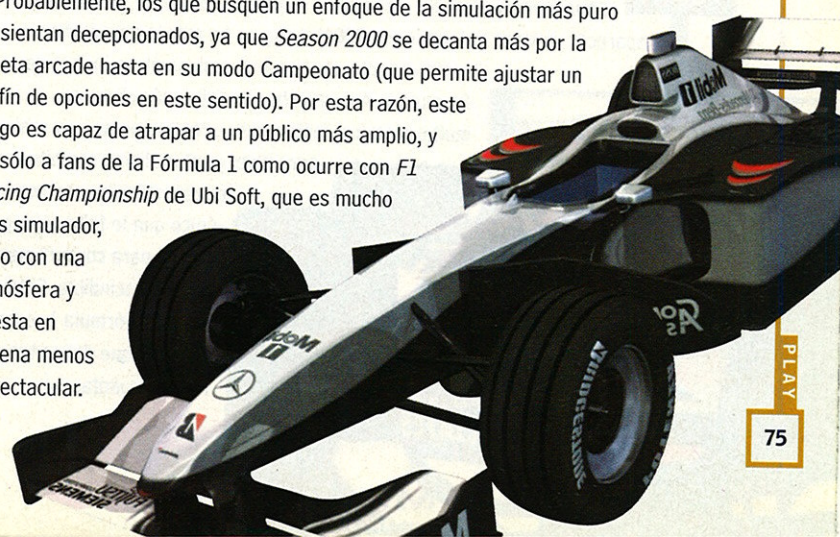 Probablemente, los que busquen un enfoque de la simulación más puro
sientan decepcionados, ya que Season 2000 se decanta más por la
eta arcade hasta en su modo Campeonato (que permite ajustar un
fín de opciones en este sentido). Por esta razón, este
go es capaz de atrapar a un público más amplio, y
sólo a fans de la Fórmula 1 como ocurre con F1
cing Championship de Ubi Soft, que es mucho
s simulador,
o con una
mósfera y
esta en
ena menos
ectacular.
Mobil
1
Mobil
1
SIEMENS
BRIDGESTONE
PLAY
75